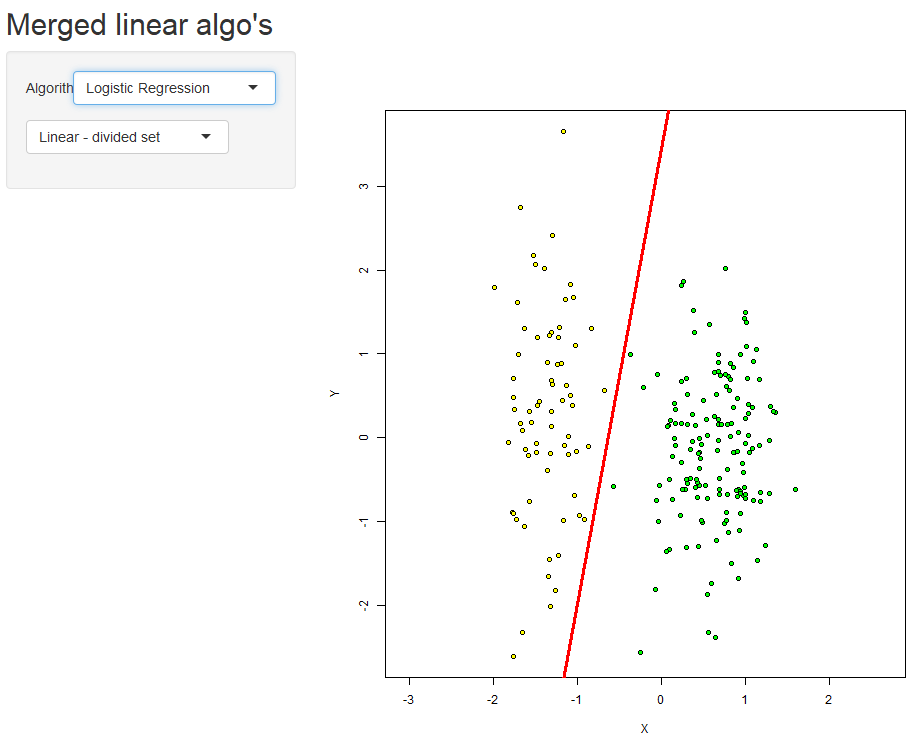 Merged linear algo's
Algorith
Logistic Regression
Linear - divided set
3
2
1
0
-1
-2
Y
-3 -2 -1 0 1 2
X